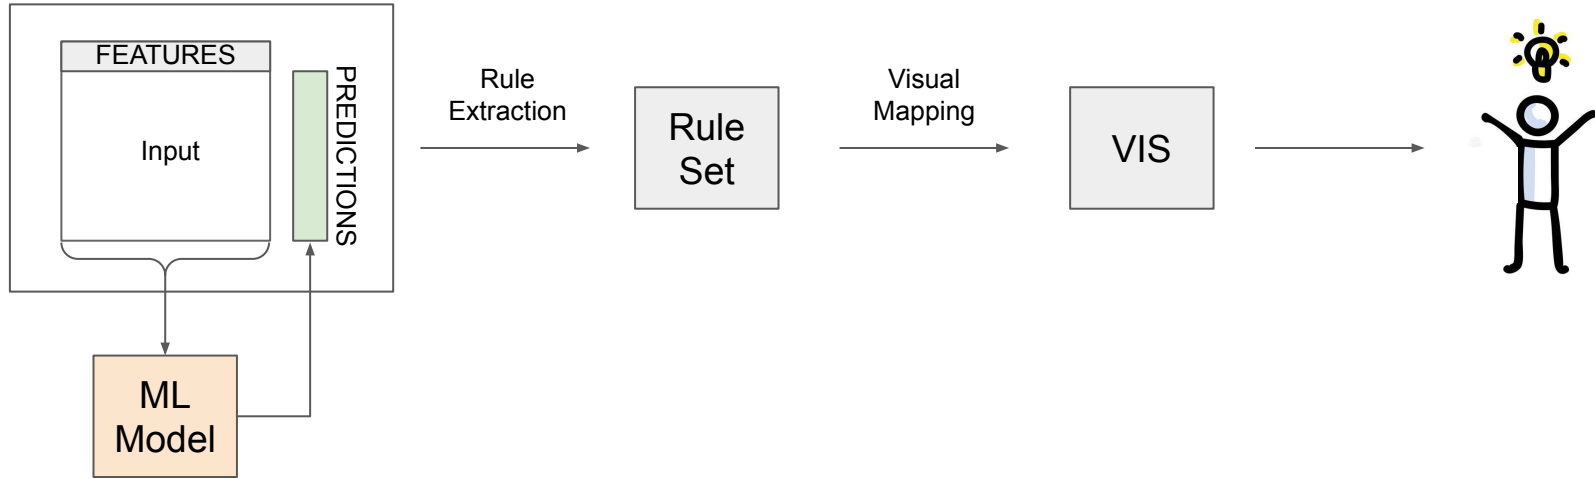 FEATURES
Input
PREDICTIONS
ML
Model
Rule
Extraction
Rule
Set
Visual
Mapping
VIS